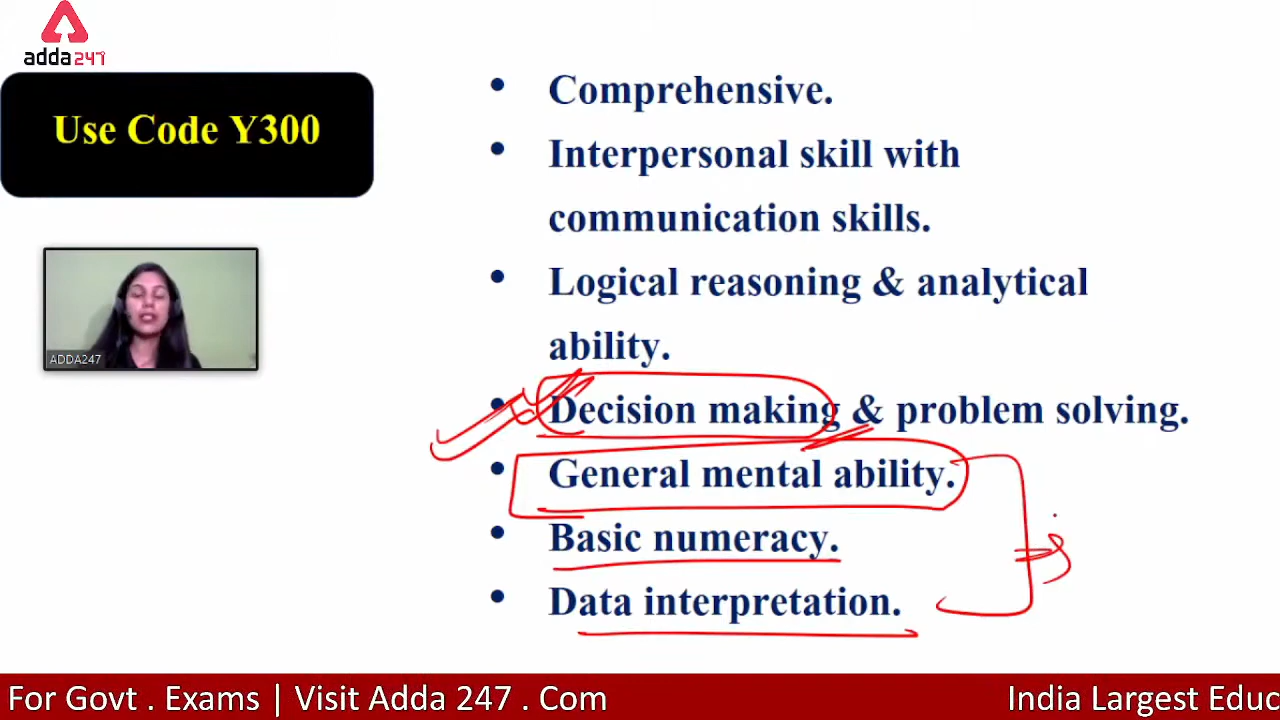 adda247
Use Code Y300
ADDA247
• Comprehensive.
• Interpersonal skill with
communication skills.
• Logical reasoning & analytical
ability.
• Decision making & problem solving.
• General mental ability.
• Basic numeracy.
• Data interpretation.
For Govt . Exams | Visit Adda 247 . Com
India Largest Educ